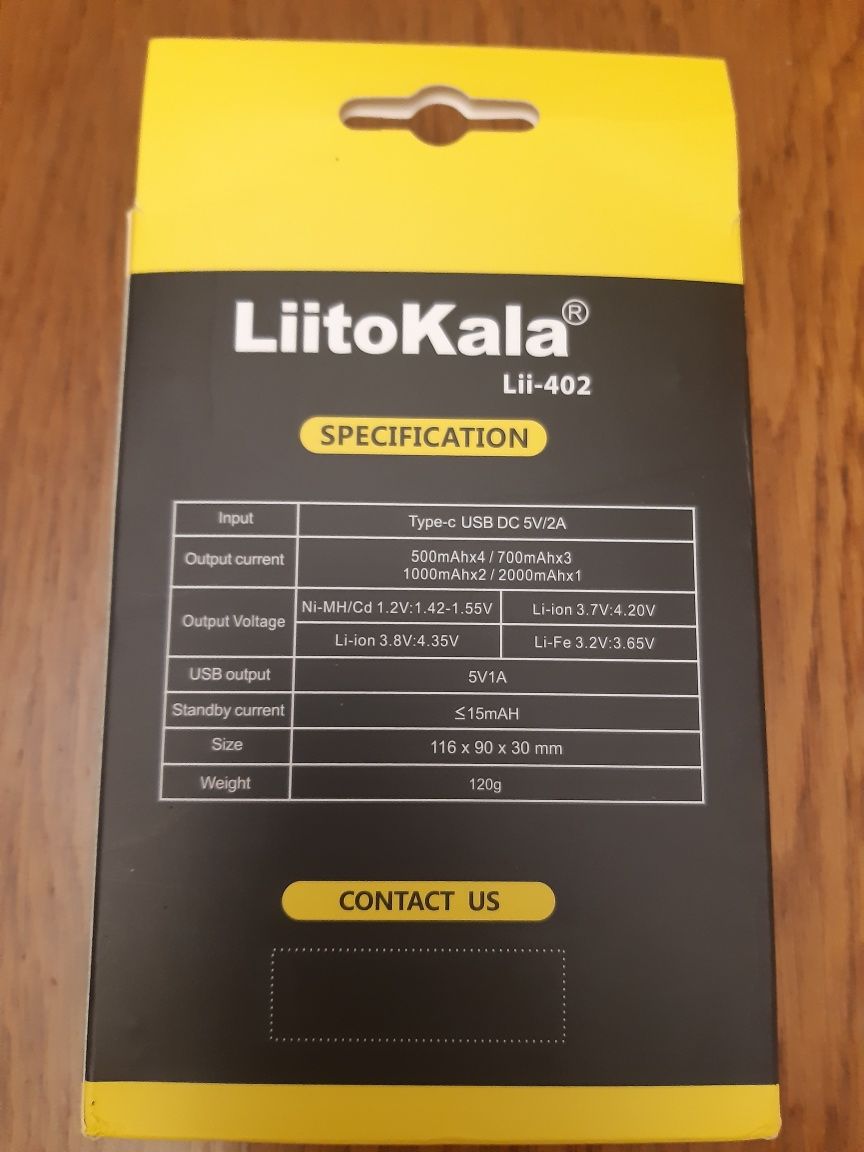 LiitoKala®
Lii-402
SPECIFICATION
Input Type-c USB DC 5V/2A
Output current 500mAhx4 / 700mAhx3
1000mAhx2 / 2000mAhx1
Output Voltage Ni-MH/Cd 1.2V:1.42-1.55V Li-ion 3.7V:4.20V
Li-ion 3.8V:4.35V Li-Fe 3.2V:3.65V
USB output 5V1A
Standby current ≤15mAH
Size 116 x 90 x 30 mm
Weight 120g
CONTACT US